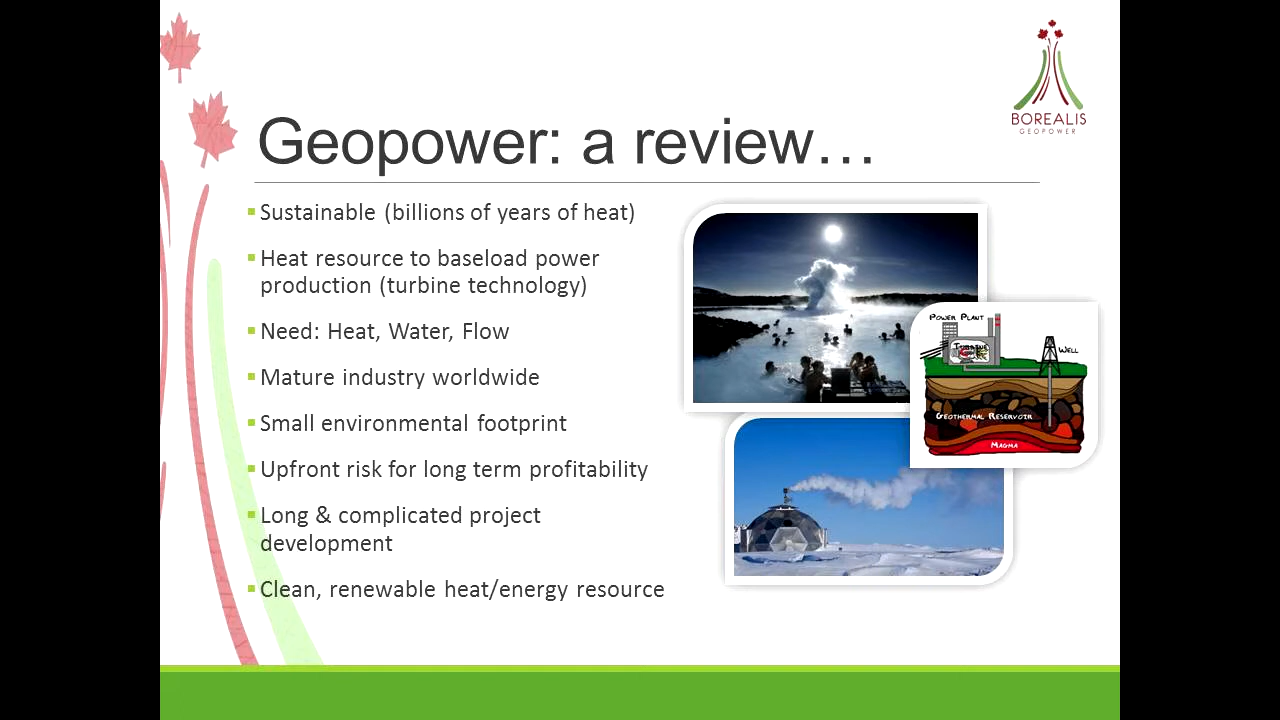 BOREALIS
GEOPOWER
Geopower: a review…
Sustainable (billions of years of heat)
Heat resource to baseload power
production (turbine technology)
Need: Heat, Water, Flow
Mature industry worldwide
Small environmental footprint
Upfront risk for long term profitability
Long & complicated project
development
Clean, renewable heat/energy resource
POWER PLANT
TURBINE
WELL
GEOTHERMAL RESERVOIR
MAGMA